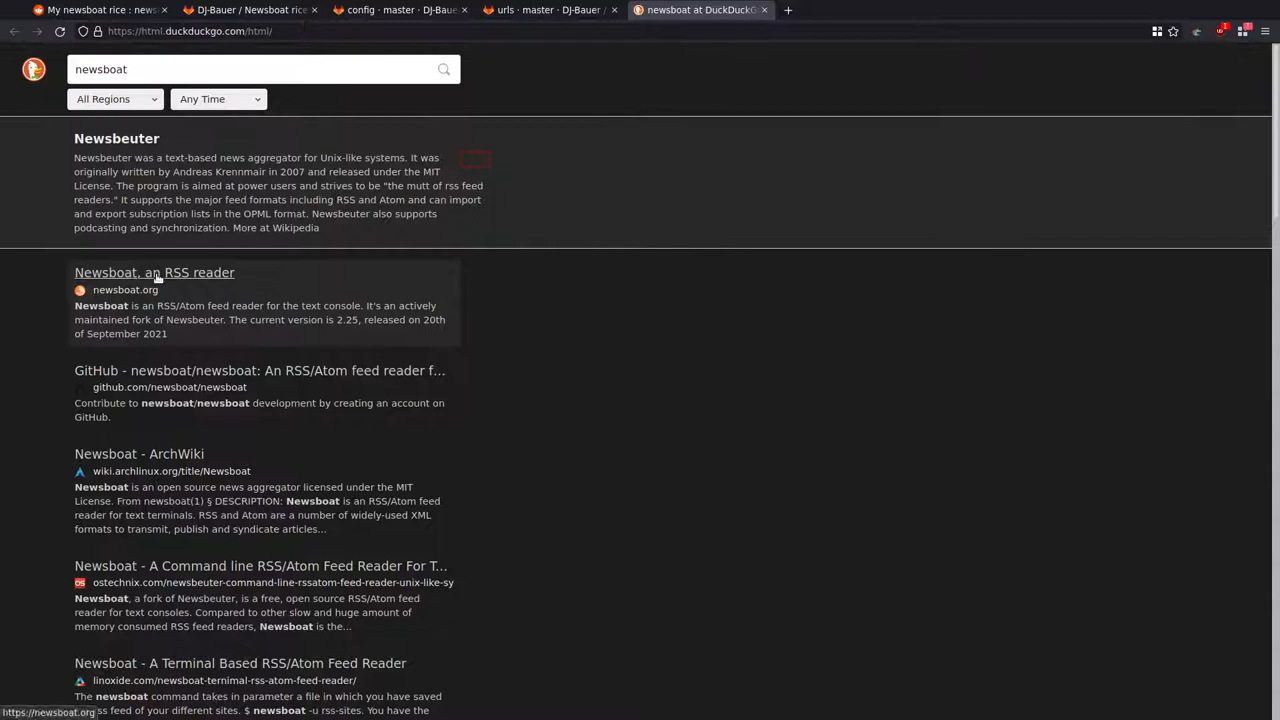 My newsboat rice : newsb
DJ-Bauer / Newsboat rice
config · master · DJ-Baue
urls · master · DJ-Bauer /
newsboat at DuckDuckGo
https://html.duckduckgo.com/html/
newsboat
All Regions
Any Time
Newsbeuter
Newsbeuter was a text-based news aggregator for Unix-like systems. It was
originally written by Andreas Krennmair in 2007 and released under the MIT
License. The program is aimed at power users and strives to be "the mutt of rss feed
readers." It supports the major feed formats including RSS and Atom and can import
and export subscription lists in the OPML format. Newsbeuter also supports
podcasting and synchronization. More at Wikipedia
Newsboat, an RSS reader
newsboat.org
Newsboat is an RSS/Atom feed reader for the text console. It's an actively
maintained fork of Newsbeuter. The current version is 2.25, released on 20th
of September 2021
GitHub - newsboat/newsboat: An RSS/Atom feed reader f...
github.com/newsboat/newsboat
Contribute to newsboat/newsboat development by creating an account on
GitHub.
Newsboat - ArchWiki
wiki.archlinux.org/title/Newsboat
Newsboat is an open source news aggregator licensed under the MIT
License. From newsboat(1) § DESCRIPTION: Newsboat is an RSS/Atom feed
reader for text terminals. RSS and Atom are a number of widely-used XML
formats to transmit, publish and syndicate articles...
Newsboat - A Command line RSS/Atom Feed Reader For T...
ostechnix.com/newsbeuter-command-line-rssatom-feed-reader-unix-like-sy
Newsboat, a fork of Newsbeuter, is a free, open source RSS/Atom feed
reader for text consoles. Compared to other slow and huge amount of
memory consumed RSS feed readers, Newsboat is the...
Newsboat - A Terminal Based RSS/Atom Feed Reader
linoxide.com/newsboat-ternimal-rss-atom-feed-reader/
The newsboat command takes in parameter a file in which you have saved
ss feed of your different sites. $ newsboat -u rss-sites. You have the
https://newsboat.org